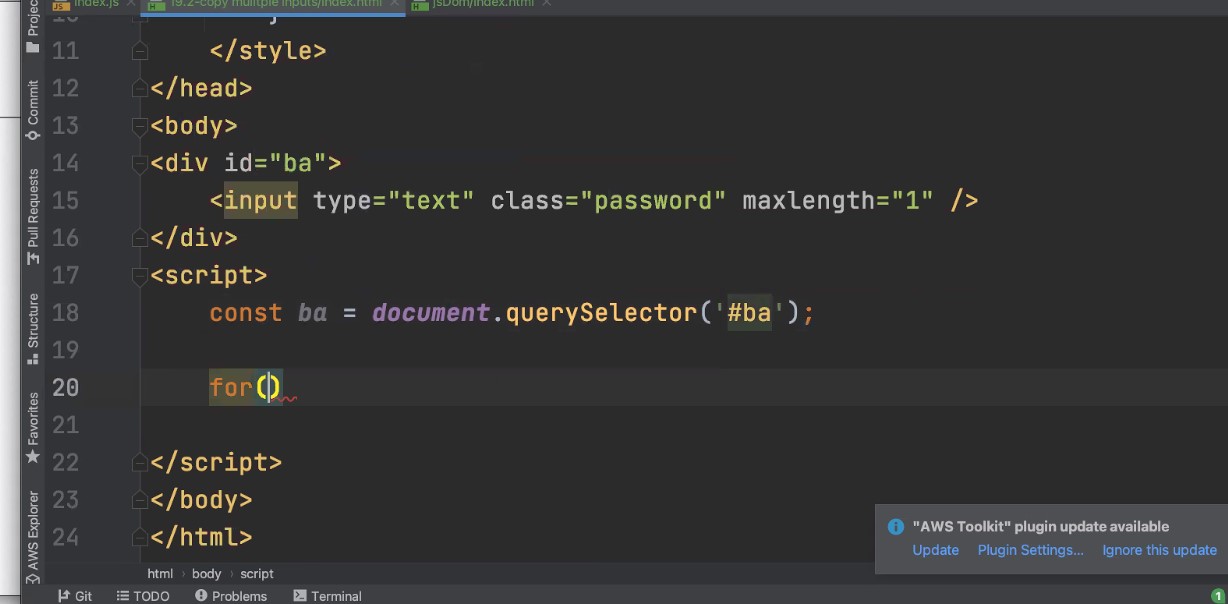 index.js
19.2-copy mulitple inputs/index.html
jsDom/index.html
11 </style>
12 </head>
13 <body>
14 <div id="ba">
15 <input type="text" class="password" maxlength="1" />
16 </div>
17 <script>
18 const ba = document.querySelector('#ba');
19
20 for()
21
22 </script>
23 </body>
24 </html>
Commit
Pull Requests
Structure
Favorites
AWS Explorer
"AWS Toolkit" plugin update available
Update Plugin Settings... Ignore this update
html › body › script
Git TODO Problems Terminal 1